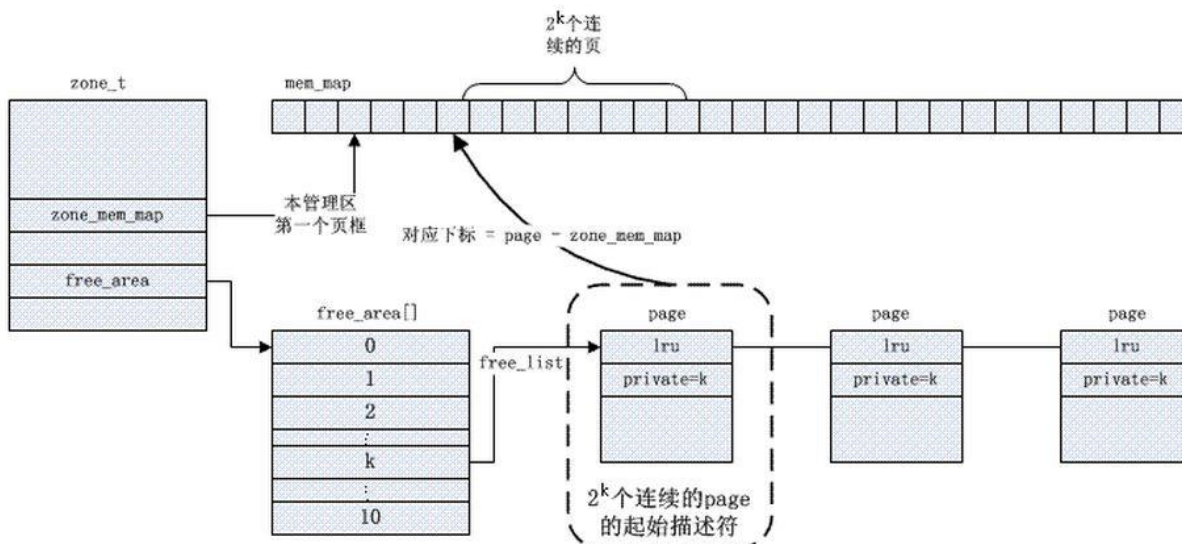 2^k个连
续的页
zone_t
mem_map
zone_mem_map
本管理区
第一个页框
对应下标 = page - zone_mem_map
free_area
free_area[]
page
page
page
0
free_list
lru
lru
lru
1
private=k
private=k
private=k
2
⋮
k
⋮
10
2^k个连续的page
的起始描述符